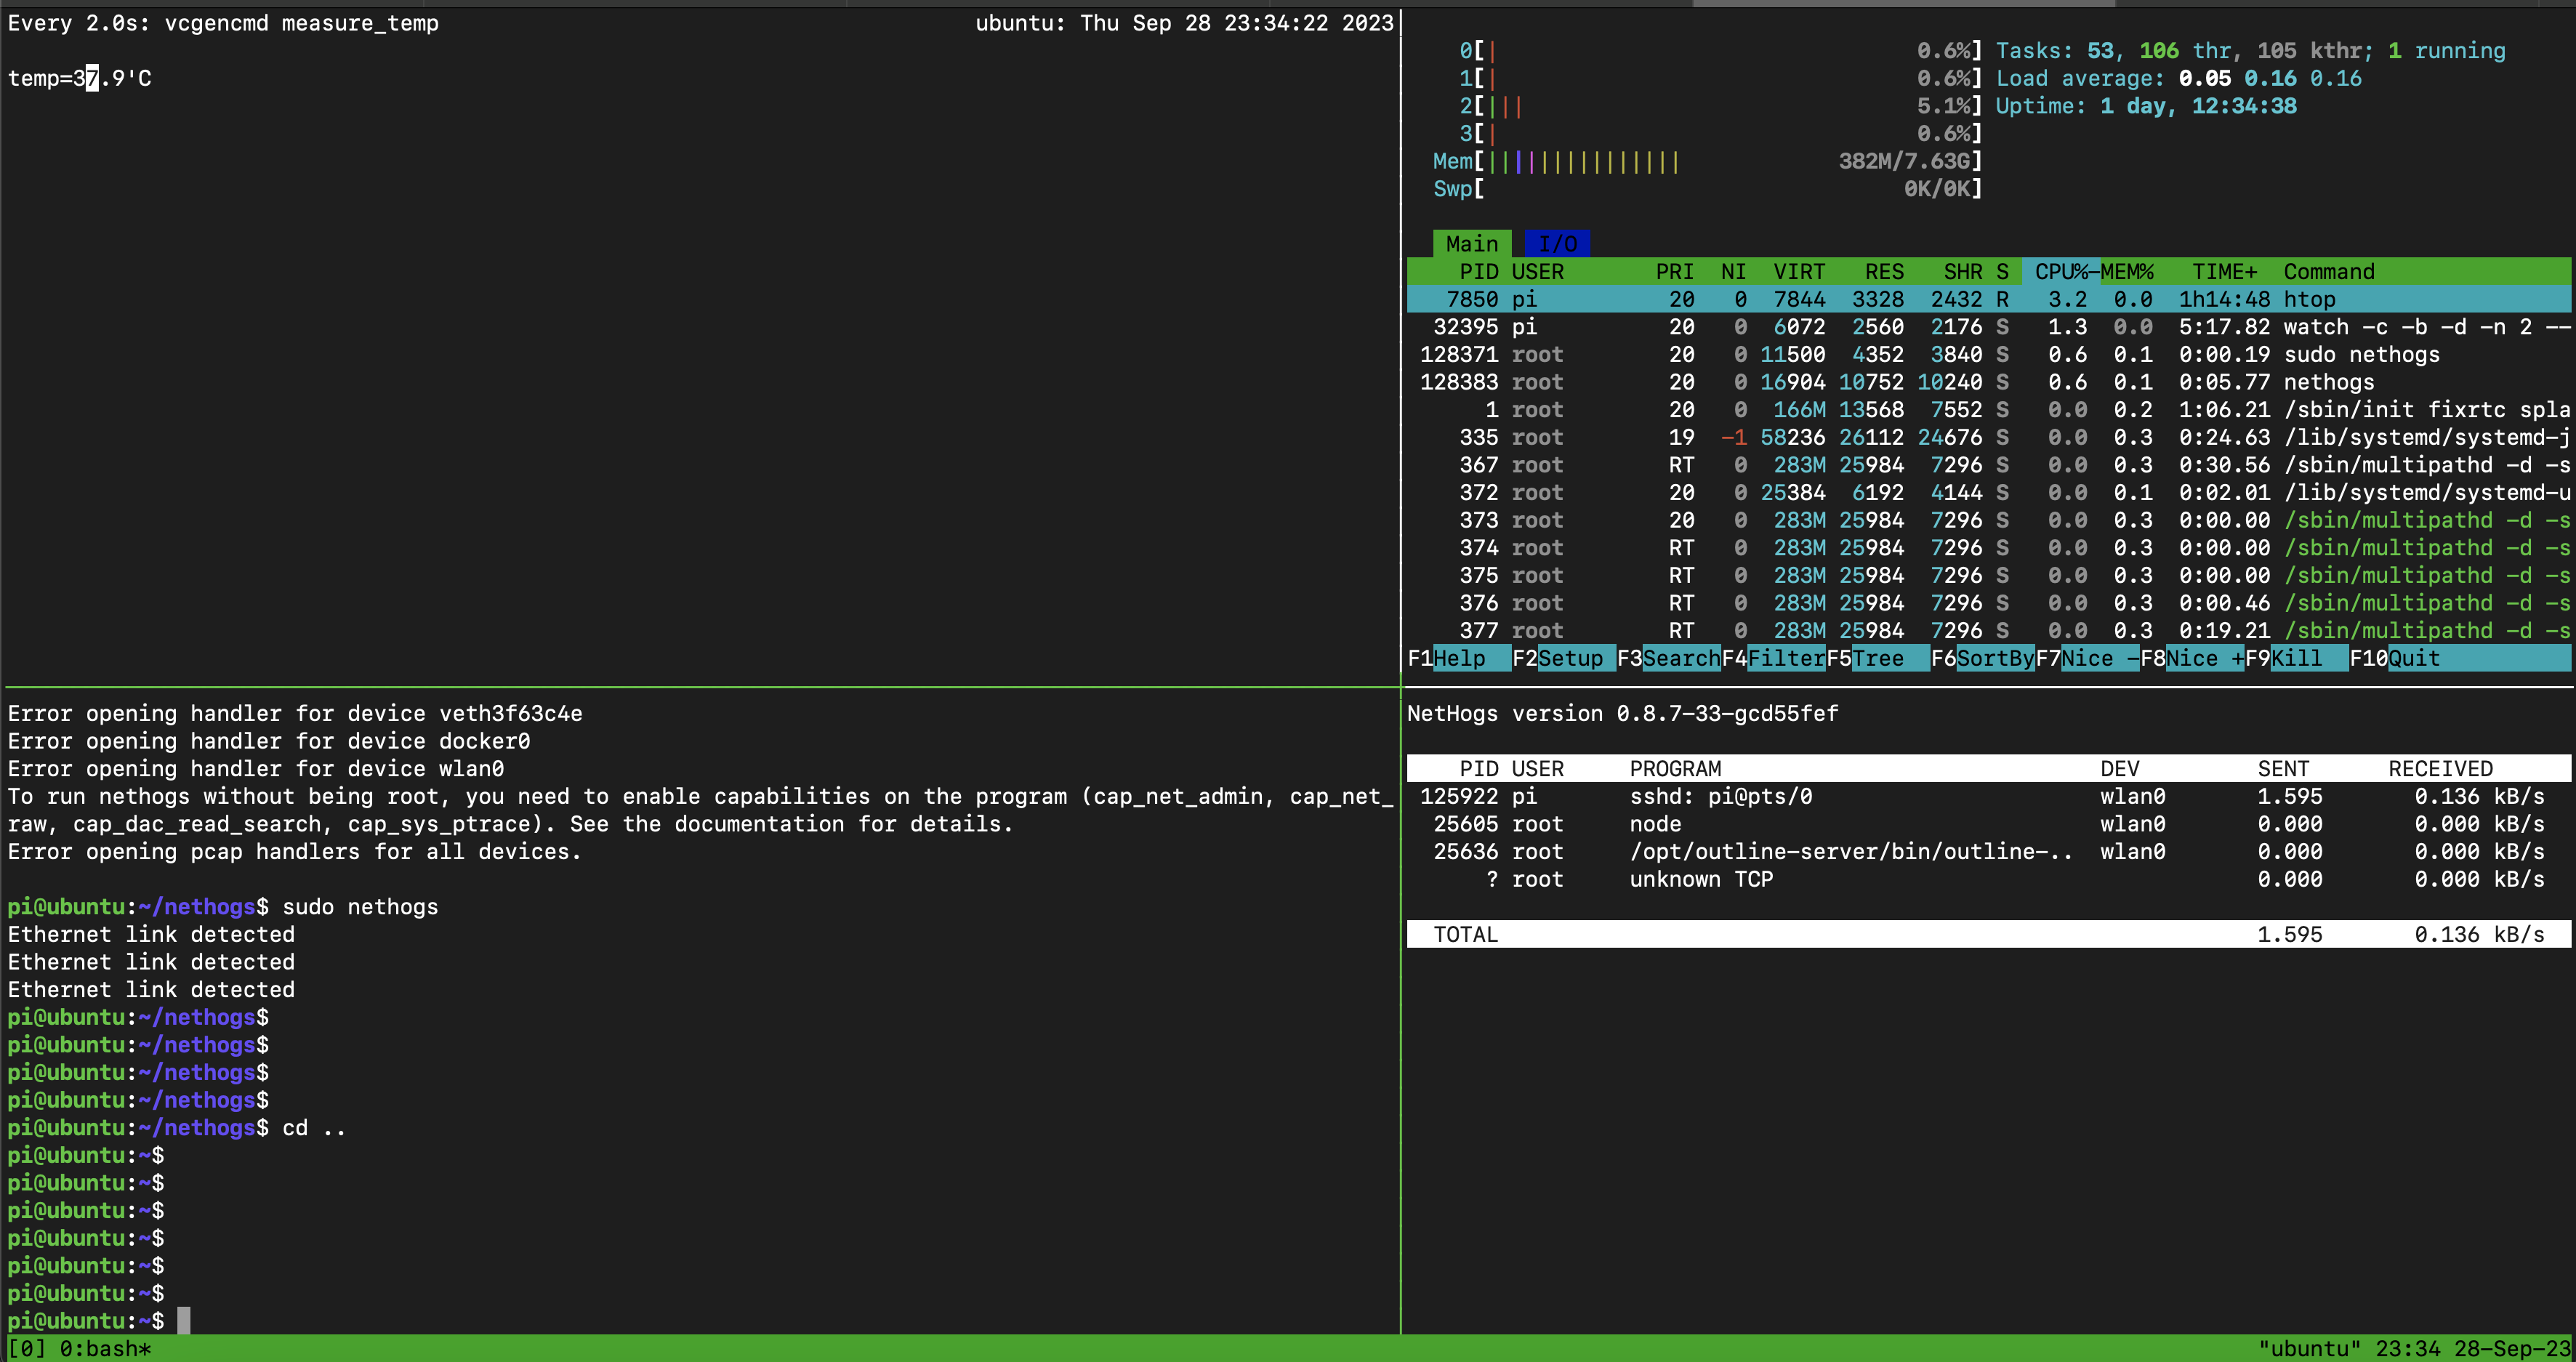 Every 2.0s: vcgencmd measure_temp ubuntu: Thu Sep 28 23:34:22 2023
temp=37.9'C
0[| 0.6%] Tasks: 53, 106 thr, 105 kthr; 1 running
1[| 0.6%] Load average: 0.05 0.16 0.16
2[||| 5.1%] Uptime: 1 day, 12:34:38
3[| 0.6%]
Mem[||||||||||||||| 382M/7.63G]
Swp[ 0K/0K]
Main I/O
PID USER PRI NI VIRT RES SHR S CPU%−MEM% TIME+ Command
7850 pi 20 0 7844 3328 2432 R 3.2 0.0 1h14:48 htop
32395 pi 20 0 6072 2560 2176 S 1.3 0.0 5:17.82 watch -c -b -d -n 2 --
128371 root 20 0 11500 4352 3840 S 0.6 0.1 0:00.19 sudo nethogs
128383 root 20 0 16904 10752 10240 S 0.6 0.1 0:05.77 nethogs
1 root 20 0 166M 13568 7552 S 0.0 0.2 1:06.21 /sbin/init fixrtc spla
335 root 19 -1 58236 26112 24676 S 0.0 0.3 0:24.63 /lib/systemd/systemd-j
367 root RT 0 283M 25984 7296 S 0.0 0.3 0:30.56 /sbin/multipathd -d -s
372 root 20 0 25384 6192 4144 S 0.0 0.1 0:02.01 /lib/systemd/systemd-u
373 root 20 0 283M 25984 7296 S 0.0 0.3 0:00.00 /sbin/multipathd -d -s
374 root RT 0 283M 25984 7296 S 0.0 0.3 0:00.00 /sbin/multipathd -d -s
375 root RT 0 283M 25984 7296 S 0.0 0.3 0:00.00 /sbin/multipathd -d -s
376 root RT 0 283M 25984 7296 S 0.0 0.3 0:00.46 /sbin/multipathd -d -s
377 root RT 0 283M 25984 7296 S 0.0 0.3 0:19.21 /sbin/multipathd -d -s
F1Help F2Setup F3SearchF4FilterF5Tree F6SortByF7Nice -F8Nice +F9Kill F10Quit
Error opening handler for device veth3f63c4e
Error opening handler for device docker0
Error opening handler for device wlan0
To run nethogs without being root, you need to enable capabilities on the program (cap_net_admin, cap_net_
raw, cap_dac_read_search, cap_sys_ptrace). See the documentation for details.
Error opening pcap handlers for all devices.
pi@ubuntu:~/nethogs$ sudo nethogs
Ethernet link detected
Ethernet link detected
Ethernet link detected
pi@ubuntu:~/nethogs$
pi@ubuntu:~/nethogs$
pi@ubuntu:~/nethogs$
pi@ubuntu:~/nethogs$
pi@ubuntu:~/nethogs$ cd ..
pi@ubuntu:~$
pi@ubuntu:~$
pi@ubuntu:~$
pi@ubuntu:~$
pi@ubuntu:~$
pi@ubuntu:~$
pi@ubuntu:~$
NetHogs version 0.8.7-33-gcd55fef
PID USER PROGRAM DEV SENT RECEIVED
125922 pi sshd: pi@pts/0 wlan0 1.595 0.136 kB/s
25605 root node wlan0 0.000 0.000 kB/s
25636 root /opt/outline-server/bin/outline-.. wlan0 0.000 0.000 kB/s
? root unknown TCP 0.000 0.000 kB/s
TOTAL 1.595 0.136 kB/s
[0] 0:bash* "ubuntu" 23:34 28-Sep-23